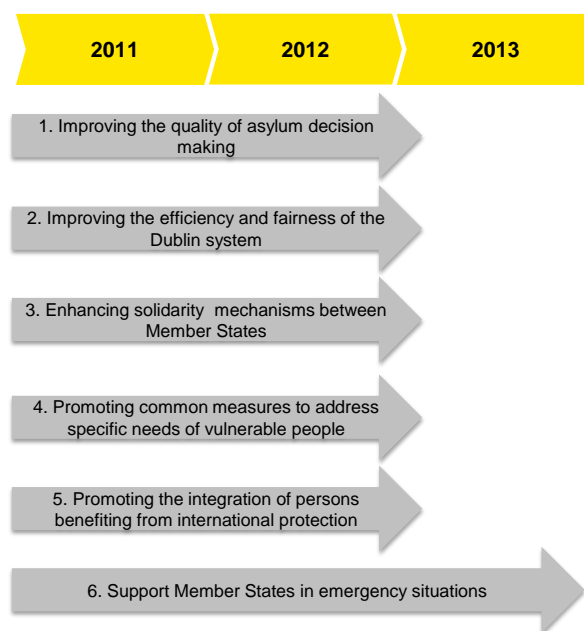 2011 2012 2013
1. Improving the quality of asylum decision
making
2. Improving the efficiency and fairness of the
Dublin system
3. Enhancing solidarity  mechanisms between
Member States
4. Promoting common measures to address
specific needs of vulnerable people
5. Promoting the integration of persons
benefiting from international protection
6. Support Member States in emergency situations